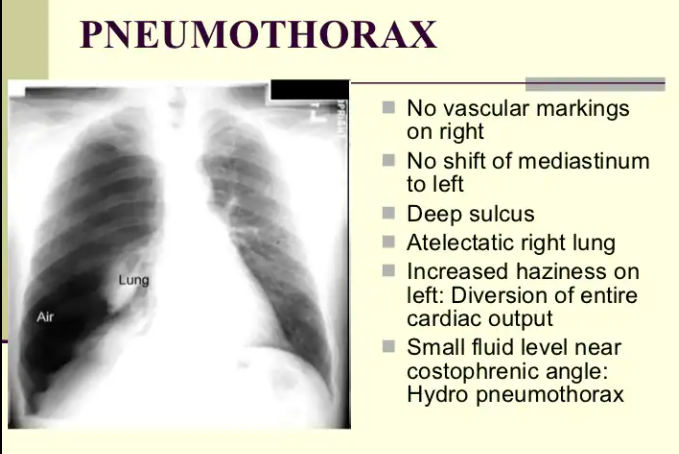 PNEUMOTHORAX
No vascular markings
on right
No shift of mediastinum
to left
Deep sulcus
Atelectatic right lung
Increased haziness on
left: Diversion of entire
cardiac output
Small fluid level near
costophrenic angle:
Hydro pneumothorax
Lung
Air